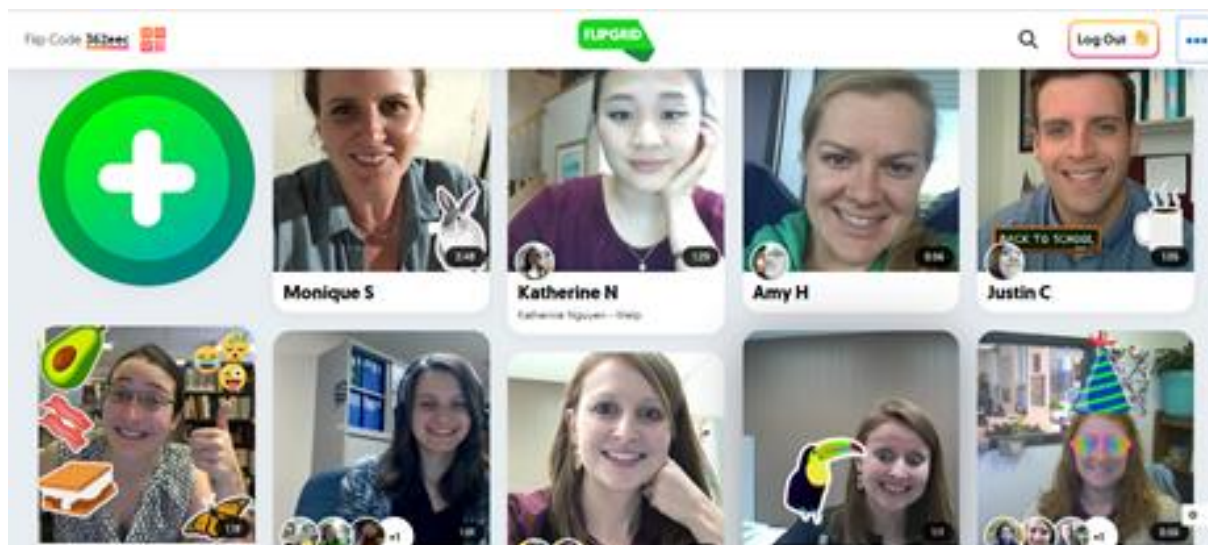 Flip Code 362eec
FLIPGRID
Log Out
BACK TO SCHOOL
2:48
1:29
0:56
1:05
Monique S
Katherine N
Amy H
Justin C
Katherine Nguyen - Help
+1
+1